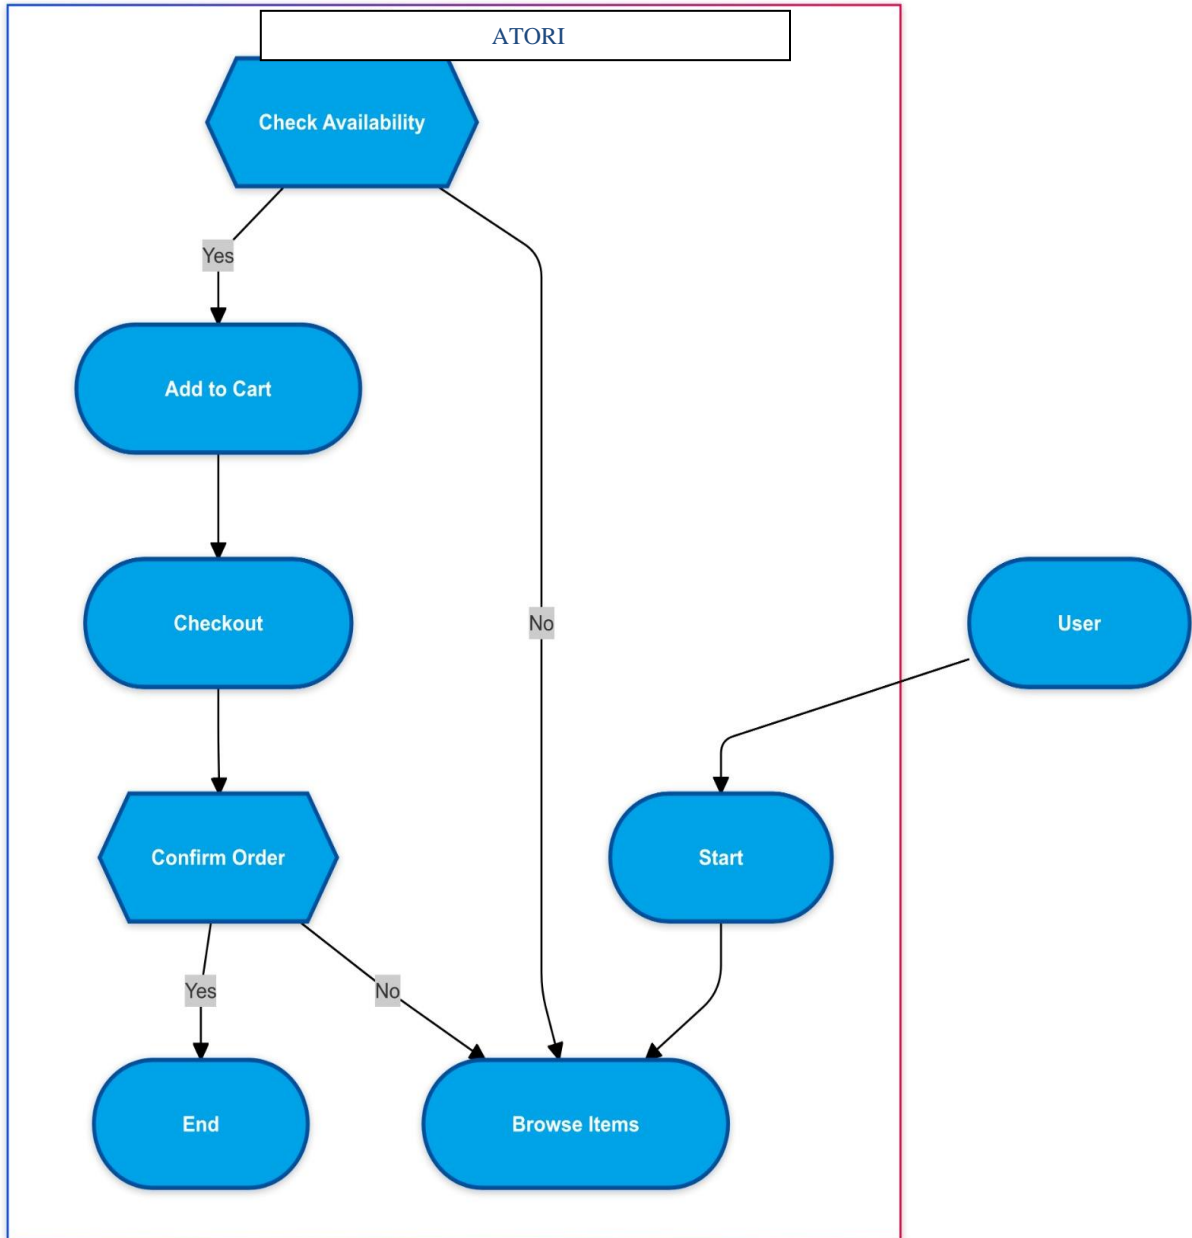 ATORI
Check Availability
Yes
Add to Cart
Checkout
No
User
Confirm Order
Start
Yes
No
End
Browse Items